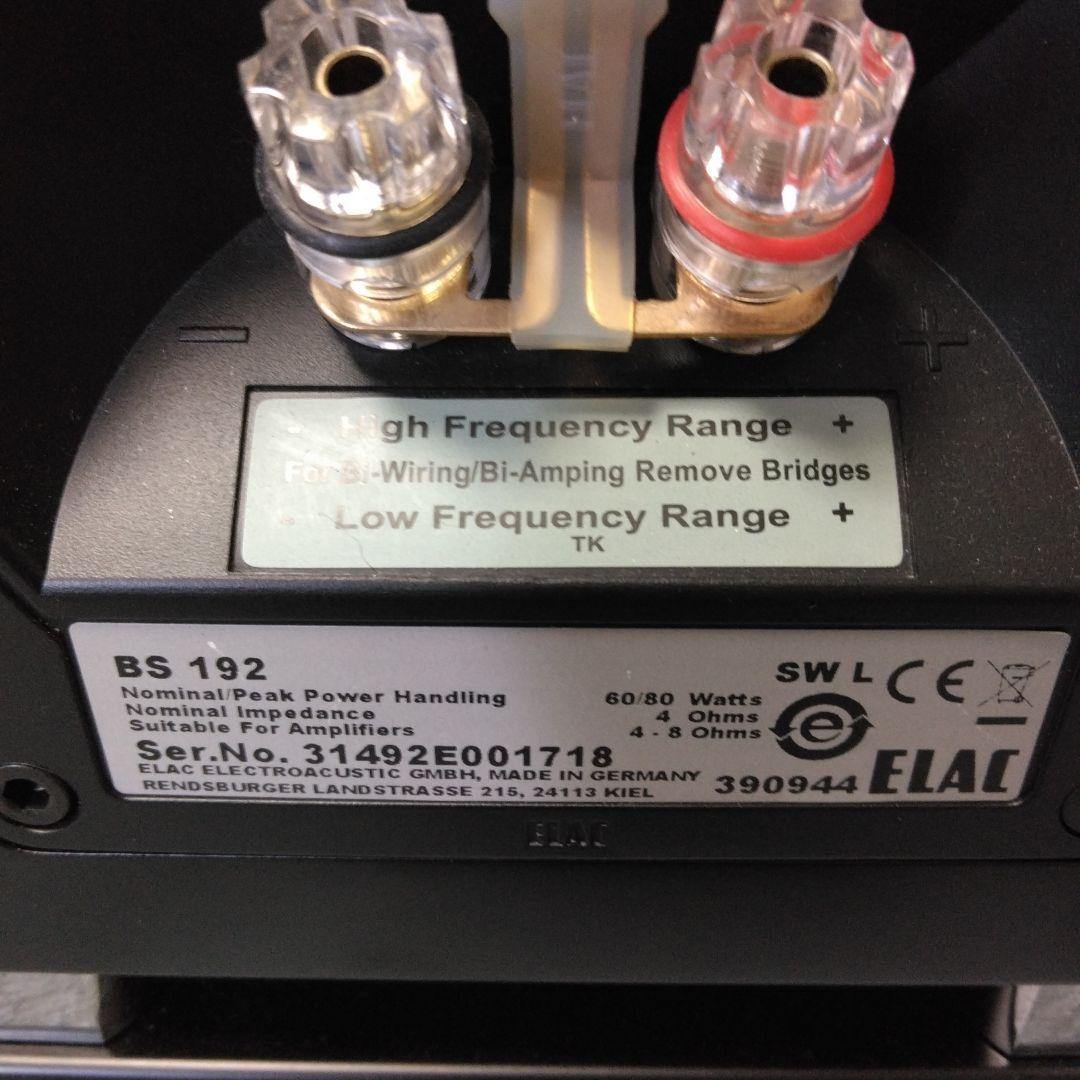 - High Frequency Range +
For Bi-Wiring/Bi-Amping Remove Bridges
- Low Frequency Range +
TK
BS 192
Nominal/Peak Power Handling 60/80 Watts
Nominal Impedance 4 Ohms
Suitable For Amplifiers 4 - 8 Ohms
Ser.No. 31492E001718
ELAC ELECTROACUSTIC GMBH, MADE IN GERMANY
RENDSBURGER LANDSTRASSE 215, 24113 KIEL
SW L CE
e
390944 ELAC
ELAC